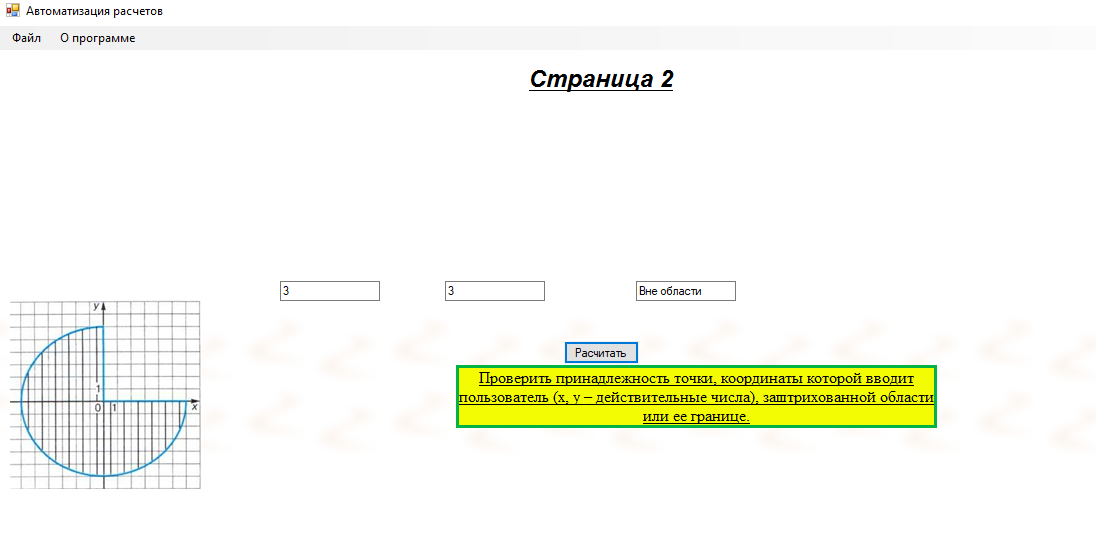 Автоматизация расчетов
Файл О программе
Страница 2
3 3 Вне области
y
1
0 1 x
Расчитать
Проверить принадлежность точки, координаты которой вводит
пользователь (x, y – действительные числа), заштрихованной области
или ее границе.